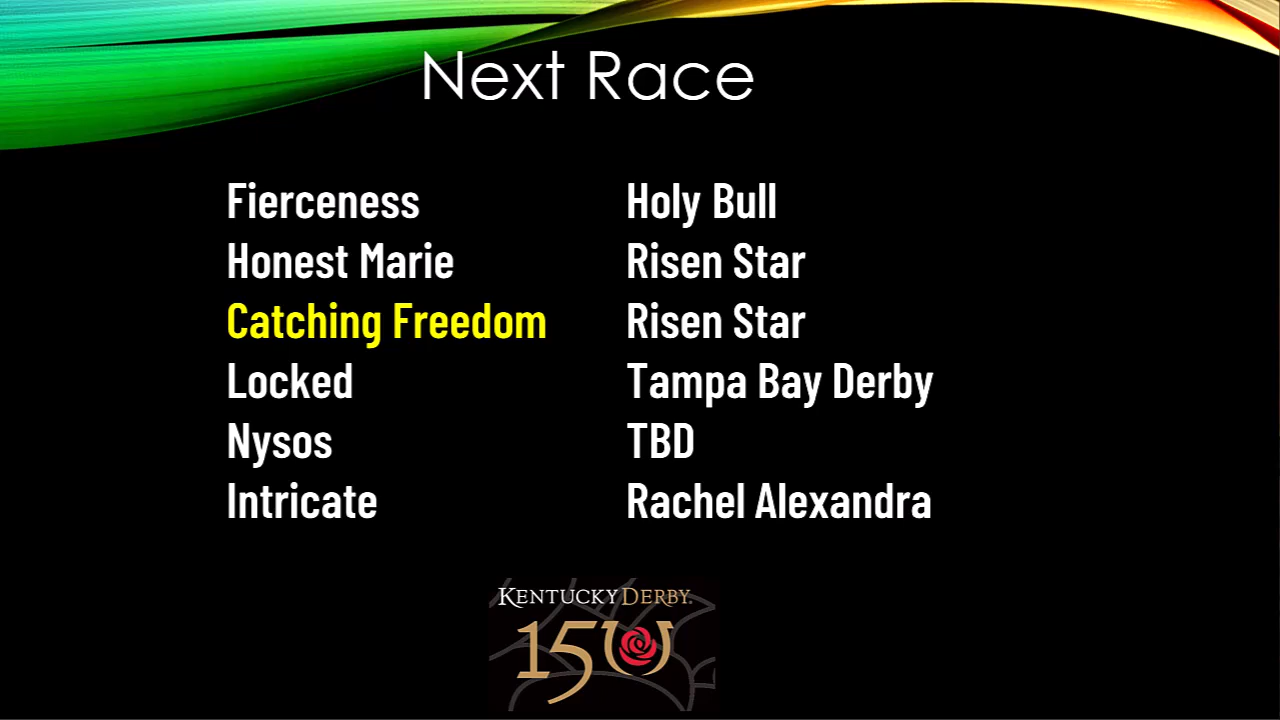 Next Race
Fierceness Holy Bull
Honest Marie Risen Star
Catching Freedom Risen Star
Locked Tampa Bay Derby
Nysos TBD
Intricate Rachel Alexandra
KENTUCKY DERBY.
150